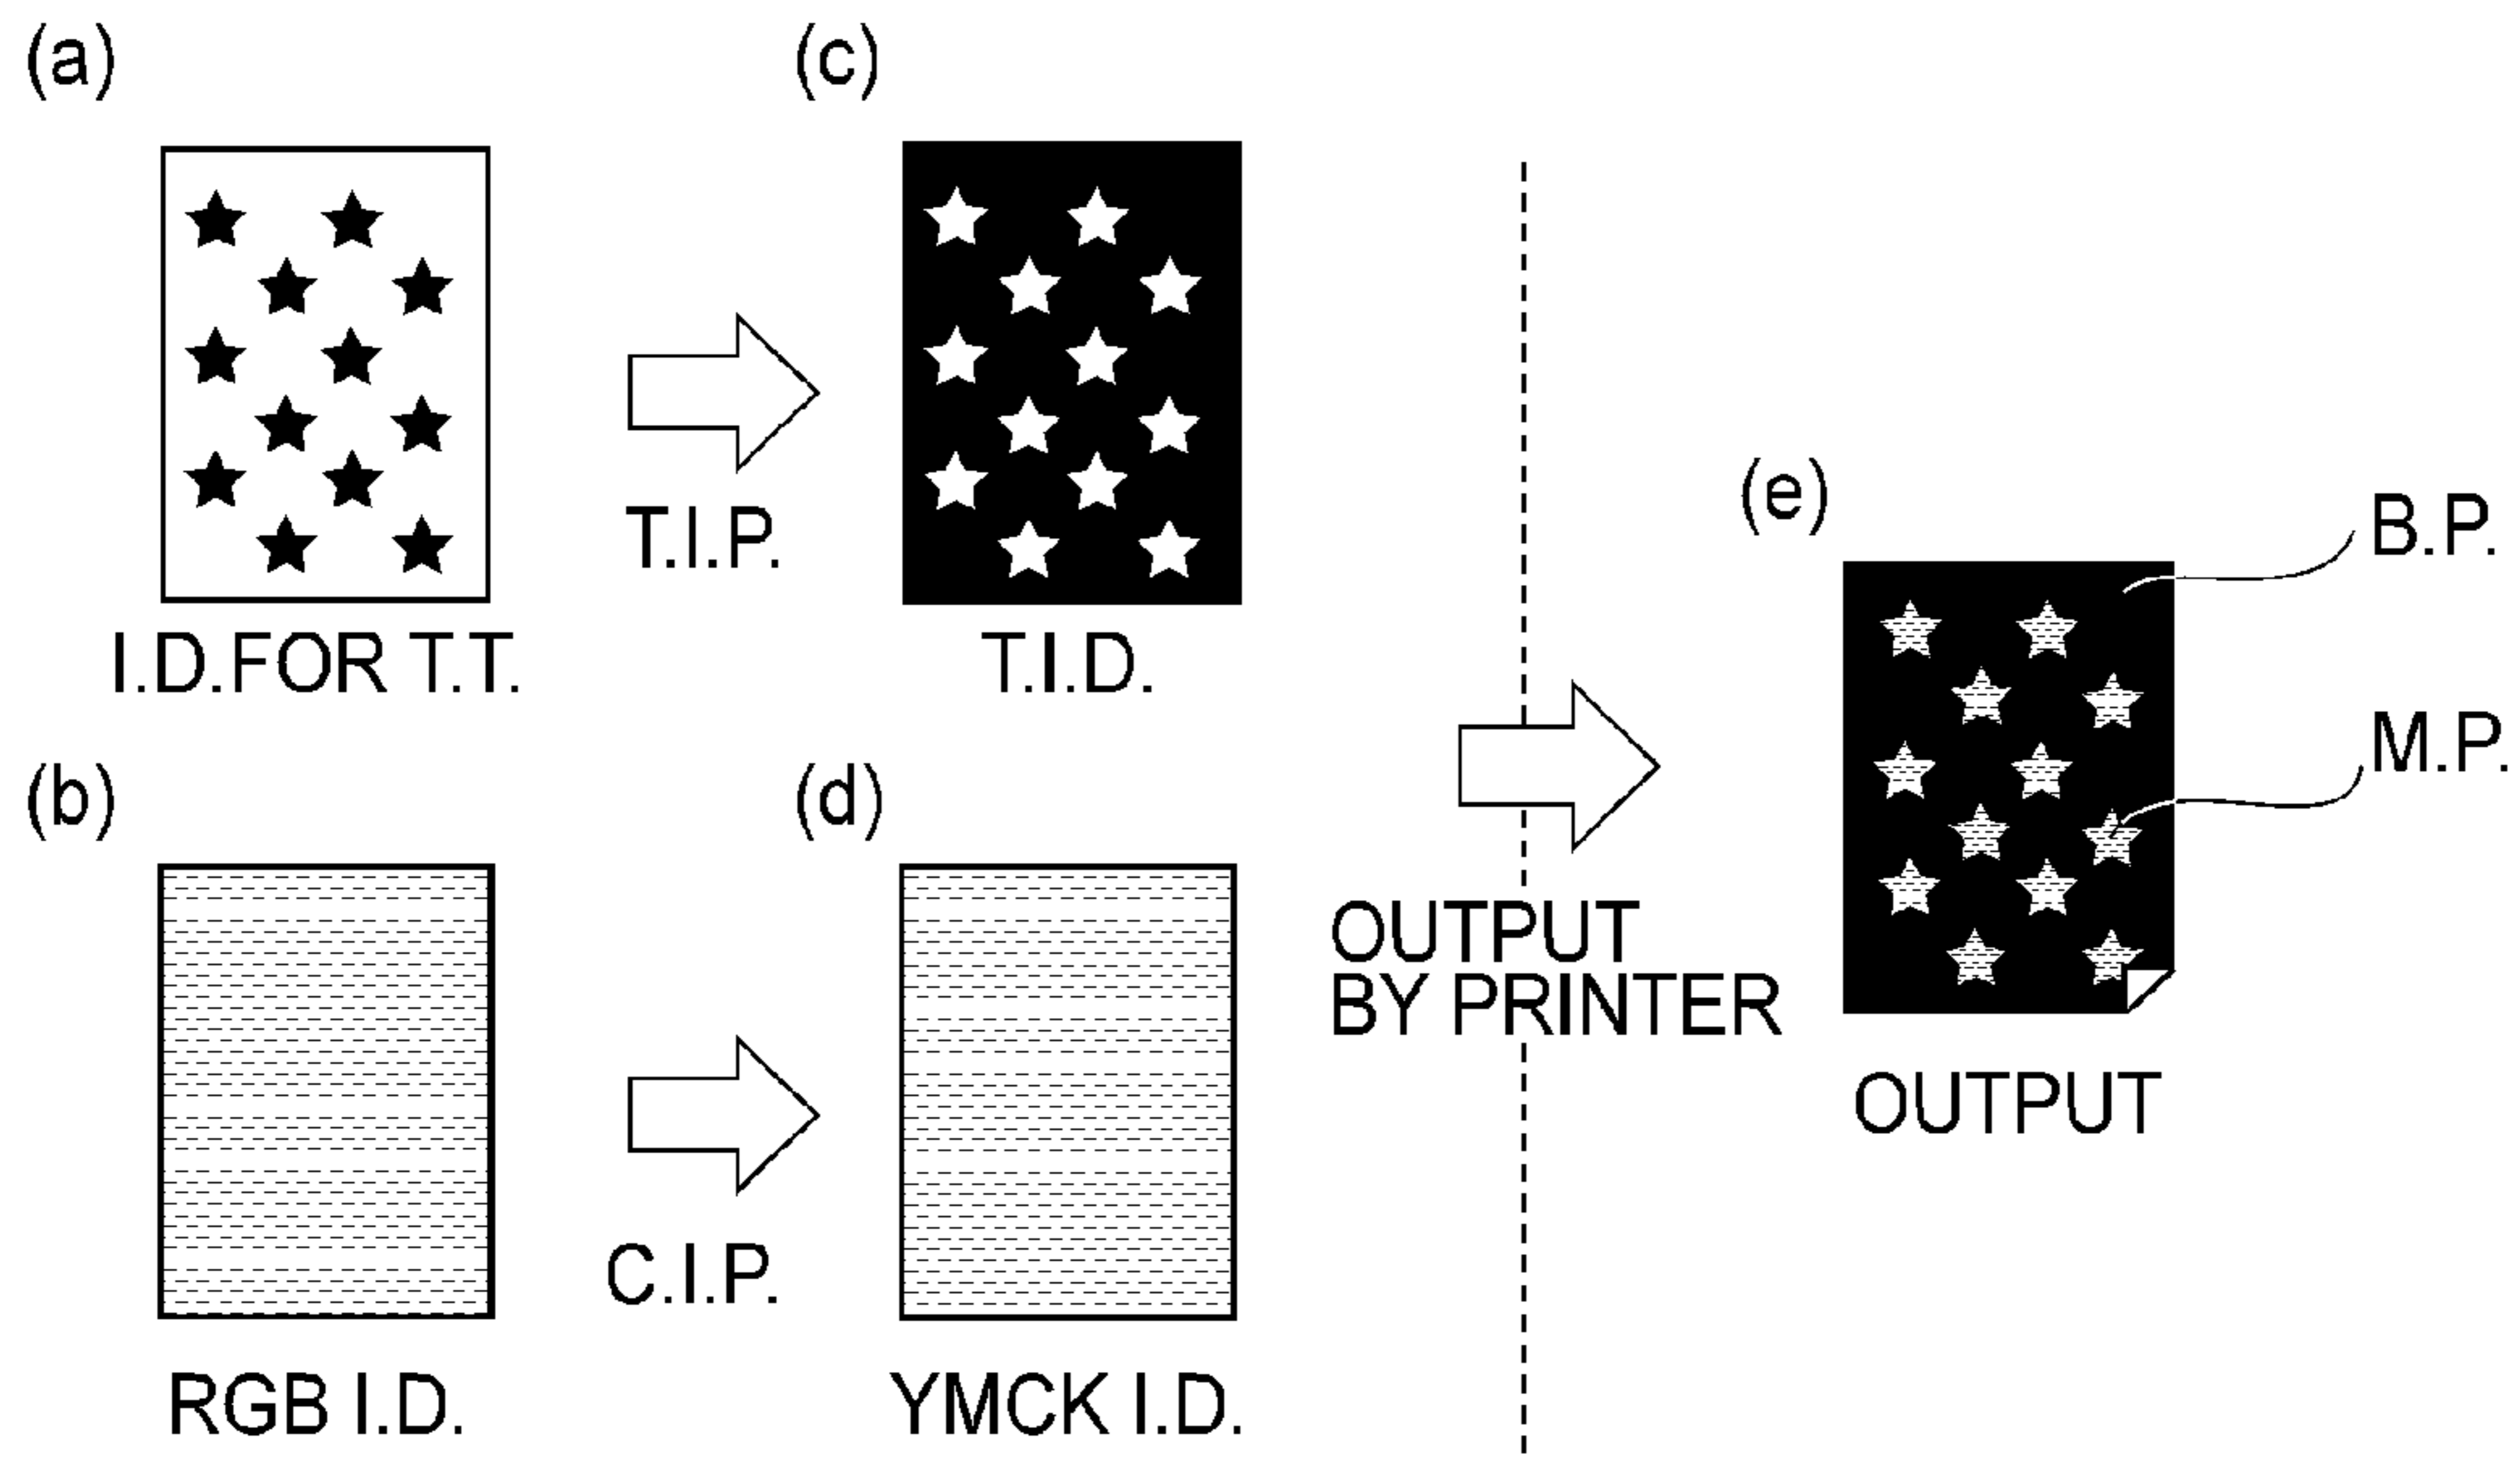 (a)
(c)
T.I.P.
I.D.FOR T.T.
T.I.D.
(e)
B.P.
M.P.
(b)
(d)
OUTPUT
BY PRINTER
OUTPUT
C.I.P.
RGB I.D.
YMCK I.D.